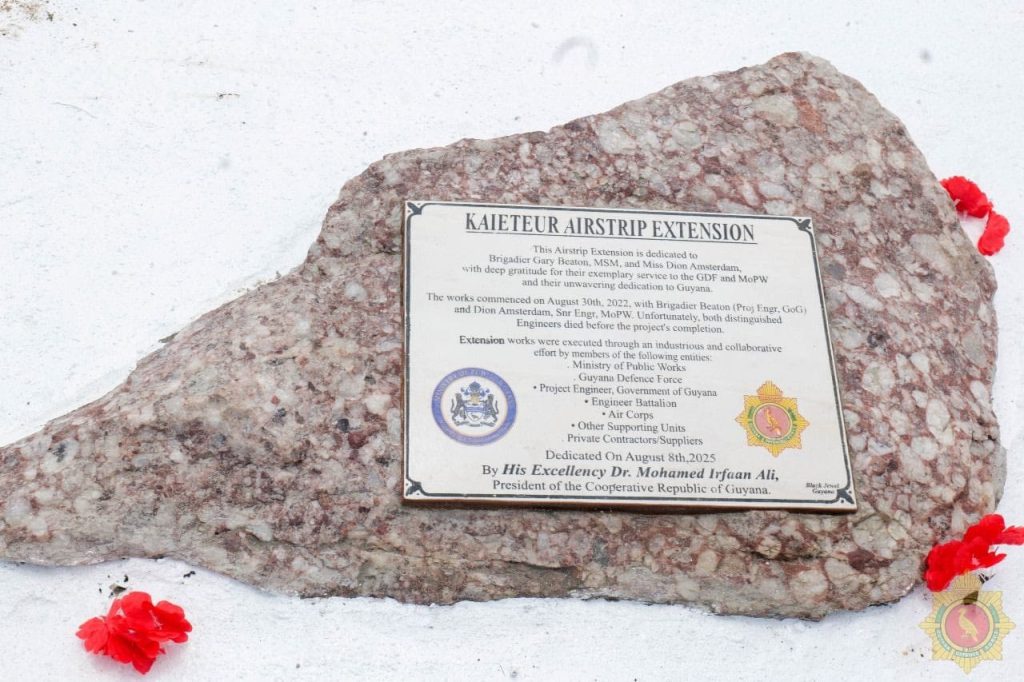 KAIETEUR AIRSTRIP EXTENSION
This Airstrip Extension is dedicated to
Brigadier Gary Beaton, MSM, and Miss Dion Amsterdam,
with deep gratitude for their exemplary service to the GDF and MoPW
and their unwavering dedication to Guyana.
The works commenced on August 30th, 2022, with Brigadier Beaton (Proj Engr, GoG)
and Dion Amsterdam, Snr Engr, MoPW. Unfortunately, both distinguished
Engineers died before the project's completion.
Extension works were executed through an industrious and collaborative
effort by members of the following entities:
. Ministry of Public Works
. Guyana Defence Force
• Project Engineer, Government of Guyana
• Engineer Battalion
• Air Corps
• Other Supporting Units
. Private Contractors/Suppliers
Dedicated On August 8th,2025
By His Excellency Dr. Mohamed Irfaan Ali,
President of the Cooperative Republic of Guyana.
Black Jewel
Guyana